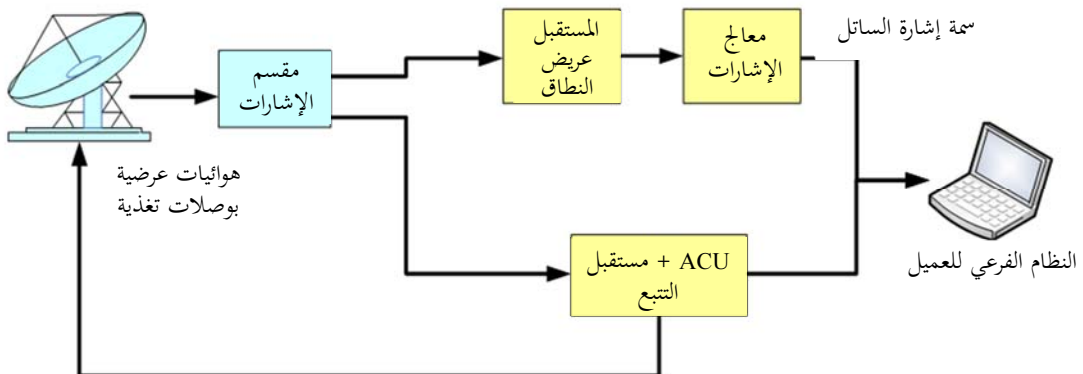 سمة إشارة الساتل
معالج
الإشارات
المستقبل
عريض
النطاق
مقسم
الإشارات
هوائيات عرضية
بوصلات تغذية
ACU + مستقبل
التتبع
النظام الفرعي للعميل